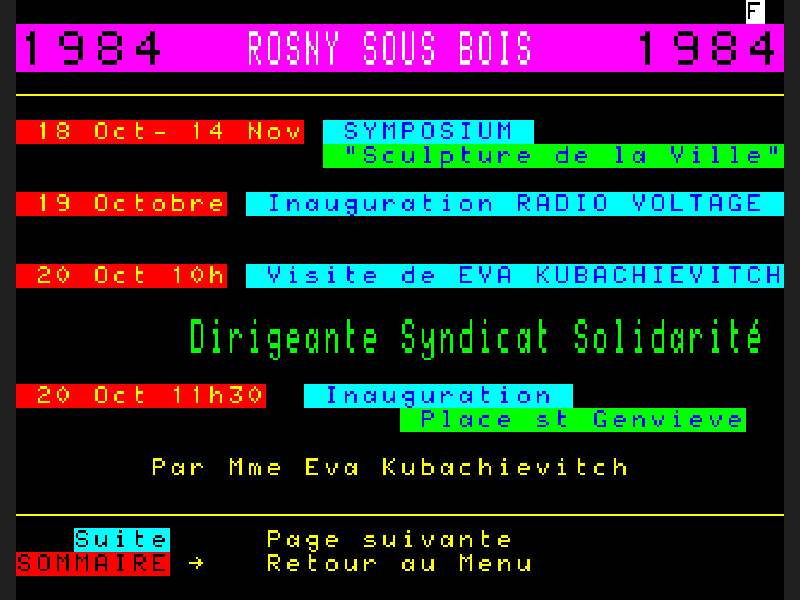 F
1984 ROSNY SOUS BOIS 1984
18 Oct- 14 Nov SYMPOSIUM
"Sculpture de la Ville"
19 Octobre Inauguration RADIO VOLTAGE
20 Oct 10h Visite de EVA KUBACHIEVITCH
Dirigeante Syndicat Solidarité
20 Oct 11h30 Inauguration
Place st Genvieve
Par Mme Eva Kubachievitch
Suite Page suivante
SOMMAIRE → Retour au Menu